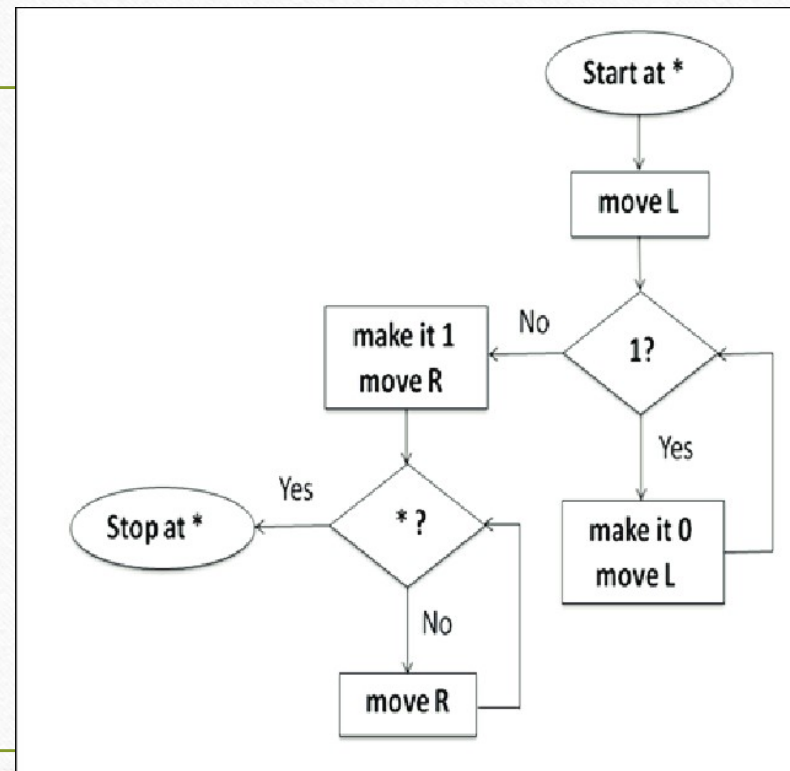 Start at *
move L
1?
No
make it 1
move R
Yes
make it 0
move L
* ?
Yes
Stop at *
No
move R